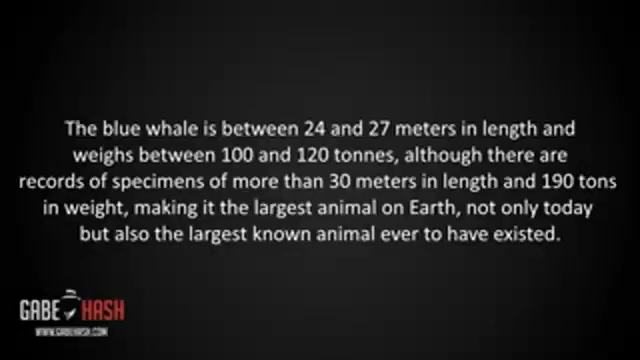 The blue whale is between 24 and 27 meters in length and
weighs between 100 and 120 tonnes, although there are
records of specimens of more than 30 meters in length and 190 tons
in weight, making it the largest animal on Earth, not only today
but also the largest known animal ever to have existed.
GABE HASH
WWW.GABEHASH.COM